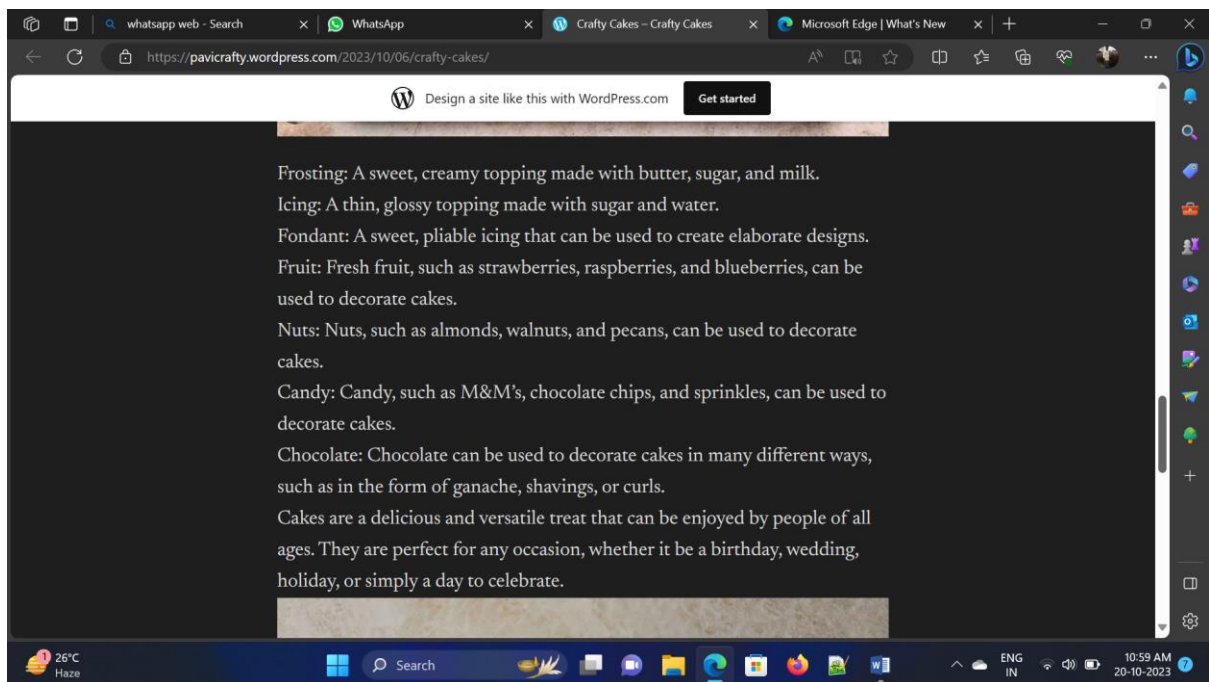 whatsapp web - Search
WhatsApp
Crafty Cakes – Crafty Cakes
Microsoft Edge | What's New
https://pavicrafty.wordpress.com/2023/10/06/crafty-cakes/
Design a site like this with WordPress.com
Get started
Frosting: A sweet, creamy topping made with butter, sugar, and milk.
Icing: A thin, glossy topping made with sugar and water.
Fondant: A sweet, pliable icing that can be used to create elaborate designs.
Fruit: Fresh fruit, such as strawberries, raspberries, and blueberries, can be
used to decorate cakes.
Nuts: Nuts, such as almonds, walnuts, and pecans, can be used to decorate
cakes.
Candy: Candy, such as M&M’s, chocolate chips, and sprinkles, can be used to
decorate cakes.
Chocolate: Chocolate can be used to decorate cakes in many different ways,
such as in the form of ganache, shavings, or curls.
Cakes are a delicious and versatile treat that can be enjoyed by people of all
ages. They are perfect for any occasion, whether it be a birthday, wedding,
holiday, or simply a day to celebrate.
1
26°C
Haze
Search
ENG
IN
10:59 AM
20-10-2023
7